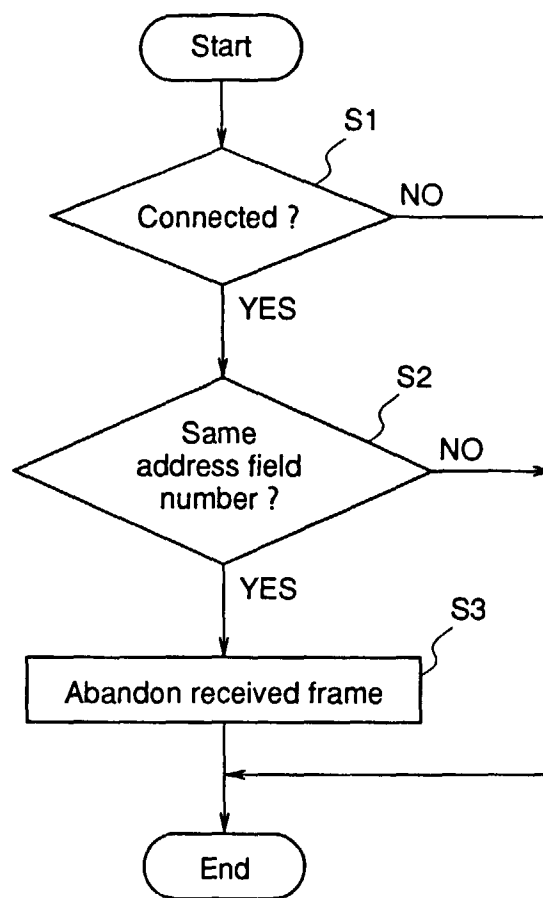 Start
S1
Connected ?
NO
YES
S2
Same
address field
number ?
NO
YES
S3
Abandon received frame
End